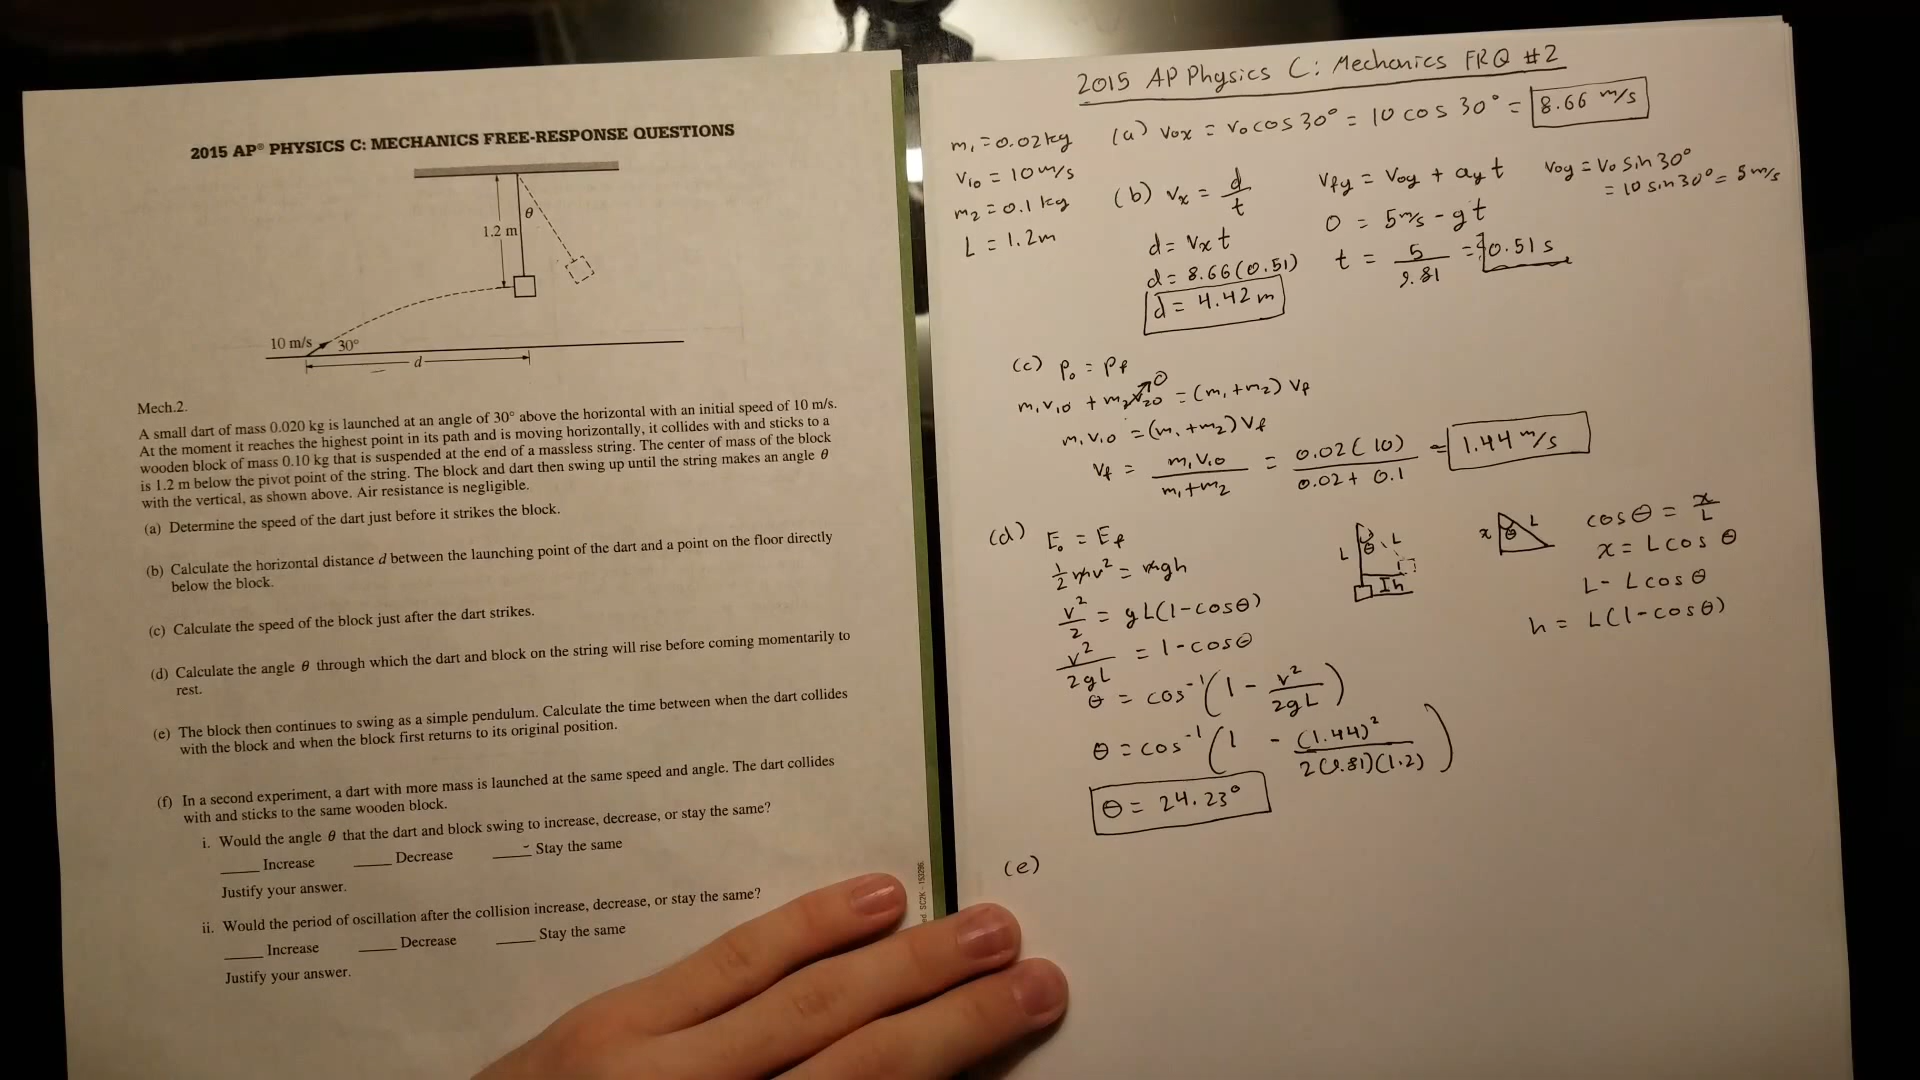 2015 AP® PHYSICS C: MECHANICS FREE-RESPONSE QUESTIONS
θ
1.2 m
10 m/s
30°
d
Mech.2.
A small dart of mass 0.020 kg is launched at an angle of 30° above the horizontal with an initial speed of 10 m/s.
At the moment it reaches the highest point in its path and is moving horizontally, it collides with and sticks to a
wooden block of mass 0.10 kg that is suspended at the end of a massless string. The center of mass of the block
is 1.2 m below the pivot point of the string. The block and dart then swing up until the string makes an angle θ
with the vertical, as shown above. Air resistance is negligible.
(a) Determine the speed of the dart just before it strikes the block.
(b) Calculate the horizontal distance d between the launching point of the dart and a point on the floor directly
below the block.
(c) Calculate the speed of the block just after the dart strikes.
(d) Calculate the angle θ through which the dart and block on the string will rise before coming momentarily to
rest.
(e) The block then continues to swing as a simple pendulum. Calculate the time between when the dart collides
with the block and when the block first returns to its original position.
(f) In a second experiment, a dart with more mass is launched at the same speed and angle. The dart collides
with and sticks to the same wooden block.
i. Would the angle θ that the dart and block swing to increase, decrease, or stay the same?
____ Increase ____ Decrease ____ Stay the same
Justify your answer.
ii. Would the period of oscillation after the collision increase, decrease, or stay the same?
____ Increase ____ Decrease ____ Stay the same
Justify your answer.
2015 AP Physics C: Mechanics FRQ #2
m₁ = 0.02 kg
v₁₀ = 10 m/s
m₂ = 0.1 kg
L = 1.2m
(a) v₀x = v₀ cos 30° = 10 cos 30° = 8.66 m/s
(b) vx = d/t
d = vx t
d = 8.66(0.51)
d = 4.42 m
vfy = v₀y + ay t
0 = 5 m/s - gt
t = 5/9.81 = 0.51 s
v₀y = v₀ sin 30°
= 10 sin 30° = 5 m/s
(c) p₀ = pf
m₁v₁₀ + m₂v₂₀ = (m₁+m₂) vf
0
m₁v₁₀ = (m₁+m₂) vf
vf = m₁v₁₀/(m₁+m₂) = 0.02(10)/(0.02+0.1) = 1.44 m/s
(d) E₀ = Ef
½mv² = mgh
v²/2 = gL(1-cosθ)
v²/2gL = 1-cosθ
θ = cos⁻¹(1 - v²/2gL)
θ = cos⁻¹(1 - (1.44)²/2(9.81)(1.2))
θ = 24.23°
L θ L
h
x θ L
cosθ = x/L
x = L cos θ
L - L cos θ
h = L(1-cosθ)
(e)